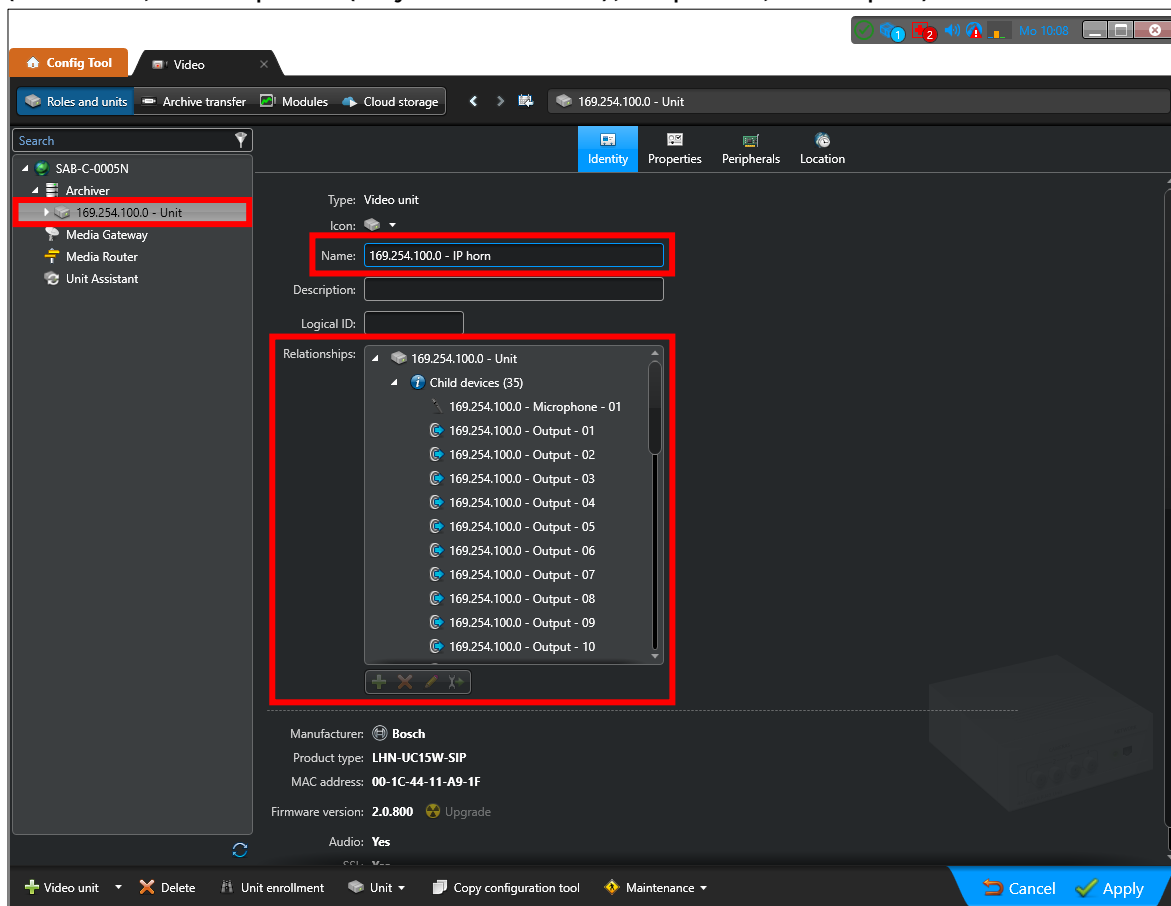 1 2 Mo 10:08
Config Tool Video
Roles and units Archive transfer Modules Cloud storage 169.254.100.0 - Unit
Search
Identity Properties Peripherals Location
SAB-C-0005N
Archiver
169.254.100.0 - Unit
Media Gateway
Media Router
Unit Assistant
Type: Video unit
Icon:
Name: 169.254.100.0 - IP horn
Description:
Logical ID:
Relationships: 169.254.100.0 - Unit
Child devices (35)
169.254.100.0 - Microphone - 01
169.254.100.0 - Output - 01
169.254.100.0 - Output - 02
169.254.100.0 - Output - 03
169.254.100.0 - Output - 04
169.254.100.0 - Output - 05
169.254.100.0 - Output - 06
169.254.100.0 - Output - 07
169.254.100.0 - Output - 08
169.254.100.0 - Output - 09
169.254.100.0 - Output - 10
Manufacturer: Bosch
Product type: LHN-UC15W-SIP
MAC address: 00-1C-44-11-A9-1F
Firmware version: 2.0.800 Upgrade
Audio: Yes
Video unit Delete Unit enrollment Unit Copy configuration tool Maintenance Cancel Apply